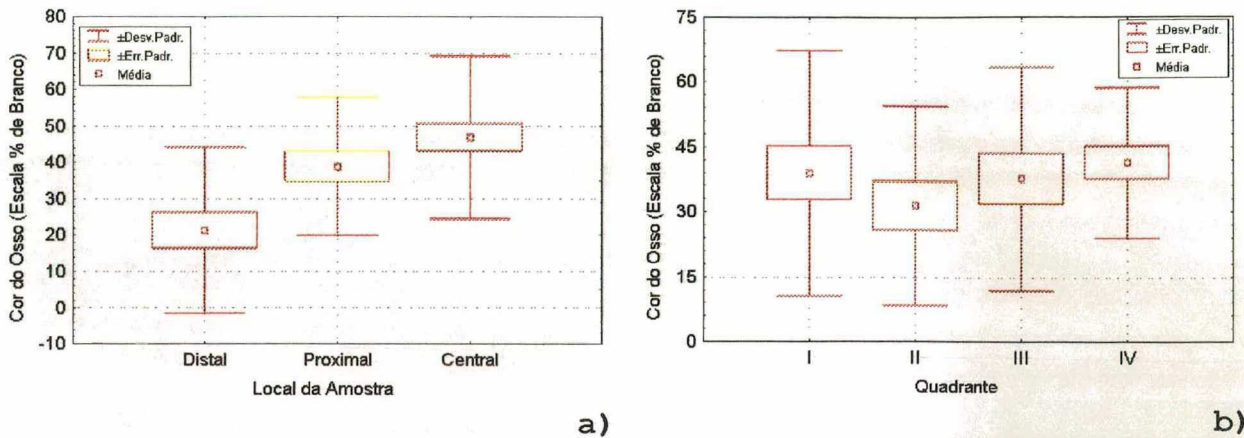 80
70
60
50
40
30
20
10
0
-10
Cor do Osso (Escala % de Branco)
±Desv.Padr.
±Err.Padr.
Média
Distal Proximal Central
Local da Amostra
a)
75
60
45
30
15
0
Cor do Osso (Escala % de Branco)
±Desv.Padr.
±Err.Padr.
Média
I II III IV
Quadrante
b)